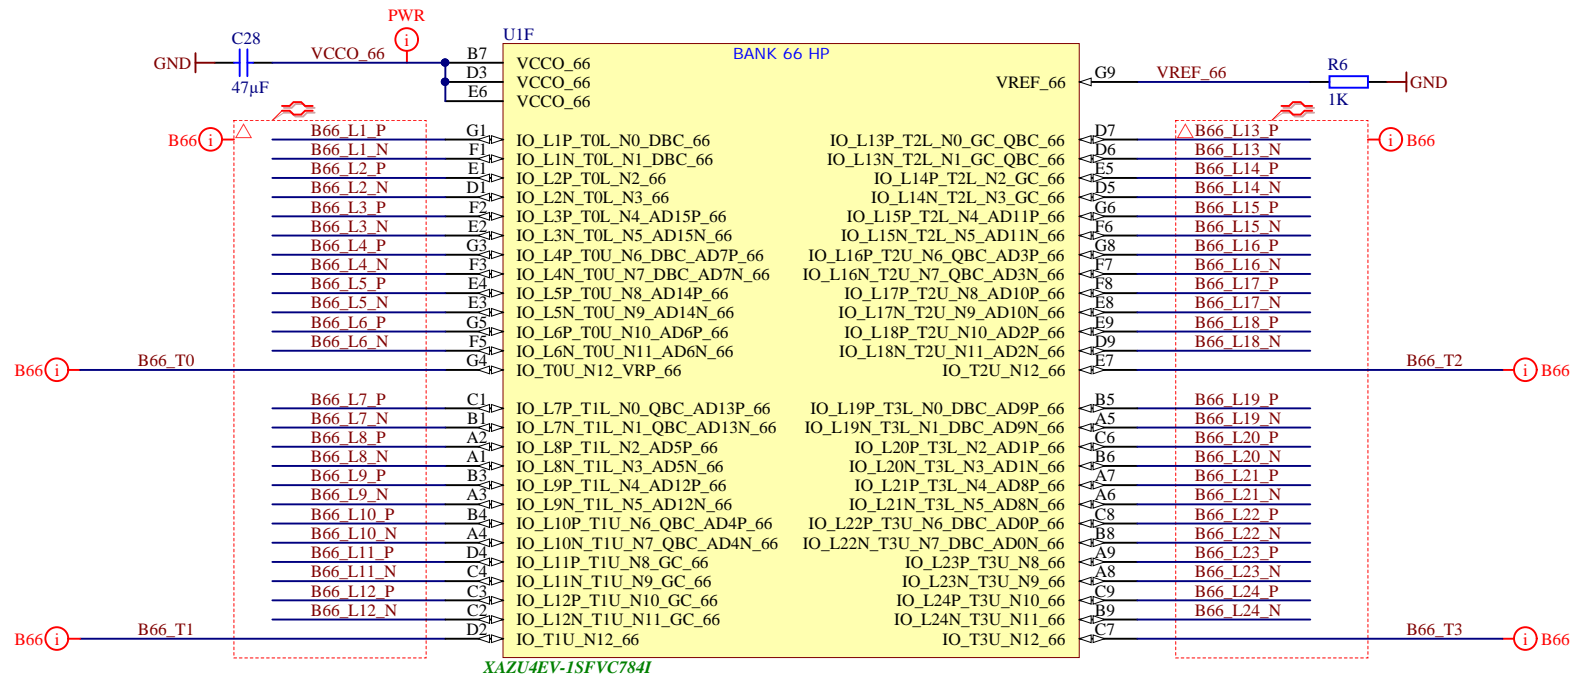 PWR
U1F
C28
GND
VCCO_66
47µF
B7
VCCO_66
D3
VCCO_66
E6
VCCO_66
BANK 66 HP
VREF_66
G9
VREF_66
R6
1K
GND
B66
B66_L1_P G1 IO_L1P_T0L_N0_DBC_66
B66_L1_N F1 IO_L1N_T0L_N1_DBC_66
B66_L2_P E1 IO_L2P_T0L_N2_66
B66_L2_N D1 IO_L2N_T0L_N3_66
B66_L3_P F2 IO_L3P_T0L_N4_AD15P_66
B66_L3_N E2 IO_L3N_T0L_N5_AD15N_66
B66_L4_P G3 IO_L4P_T0U_N6_DBC_AD7P_66
B66_L4_N F3 IO_L4N_T0U_N7_DBC_AD7N_66
B66_L5_P E4 IO_L5P_T0U_N8_AD14P_66
B66_L5_N E3 IO_L5N_T0U_N9_AD14N_66
B66_L6_P G5 IO_L6P_T0U_N10_AD6P_66
B66_L6_N F5 IO_L6N_T0U_N11_AD6N_66
B66 B66_T0 G4 IO_T0U_N12_VRP_66
B66_L7_P C1 IO_L7P_T1L_N0_QBC_AD13P_66
B66_L7_N B1 IO_L7N_T1L_N1_QBC_AD13N_66
B66_L8_P A2 IO_L8P_T1L_N2_AD5P_66
B66_L8_N A1 IO_L8N_T1L_N3_AD5N_66
B66_L9_P B3 IO_L9P_T1L_N4_AD12P_66
B66_L9_N A3 IO_L9N_T1L_N5_AD12N_66
B66_L10_P B4 IO_L10P_T1U_N6_QBC_AD4P_66
B66_L10_N A4 IO_L10N_T1U_N7_QBC_AD4N_66
B66_L11_P D4 IO_L11P_T1U_N8_GC_66
B66_L11_N C4 IO_L11N_T1U_N9_GC_66
B66_L12_P C3 IO_L12P_T1U_N10_GC_66
B66_L12_N C2 IO_L12N_T1U_N11_GC_66
B66 B66_T1 D2 IO_T1U_N12_66
IO_L13P_T2L_N0_GC_QBC_66 D7 B66_L13_P
B66
IO_L13N_T2L_N1_GC_QBC_66 D6 B66_L13_N
IO_L14P_T2L_N2_GC_66 E5 B66_L14_P
IO_L14N_T2L_N3_GC_66 D5 B66_L14_N
IO_L15P_T2L_N4_AD11P_66 G6 B66_L15_P
IO_L15N_T2L_N5_AD11N_66 F6 B66_L15_N
IO_L16P_T2U_N6_QBC_AD3P_66 G8 B66_L16_P
IO_L16N_T2U_N7_QBC_AD3N_66 F7 B66_L16_N
IO_L17P_T2U_N8_AD10P_66 F8 B66_L17_P
IO_L17N_T2U_N9_AD10N_66 E8 B66_L17_N
IO_L18P_T2U_N10_AD2P_66 E9 B66_L18_P
IO_L18N_T2U_N11_AD2N_66 D9 B66_L18_N
IO_T2U_N12_66 E7 B66_T2 B66
IO_L19P_T3L_N0_DBC_AD9P_66 B5 B66_L19_P
IO_L19N_T3L_N1_DBC_AD9N_66 A5 B66_L19_N
IO_L20P_T3L_N2_AD1P_66 C6 B66_L20_P
IO_L20N_T3L_N3_AD1N_66 B6 B66_L20_N
IO_L21P_T3L_N4_AD8P_66 A7 B66_L21_P
IO_L21N_T3L_N5_AD8N_66 A6 B66_L21_N
IO_L22P_T3U_N6_DBC_AD0P_66 C8 B66_L22_P
IO_L22N_T3U_N7_DBC_AD0N_66 B8 B66_L22_N
IO_L23P_T3U_N8_66 A9 B66_L23_P
IO_L23N_T3U_N9_66 A8 B66_L23_N
IO_L24P_T3U_N10_66 C9 B66_L24_P
IO_L24N_T3U_N11_66 B9 B66_L24_N
IO_T3U_N12_66 C7 B66_T3 B66
XAZU4EV-1SFVC784I